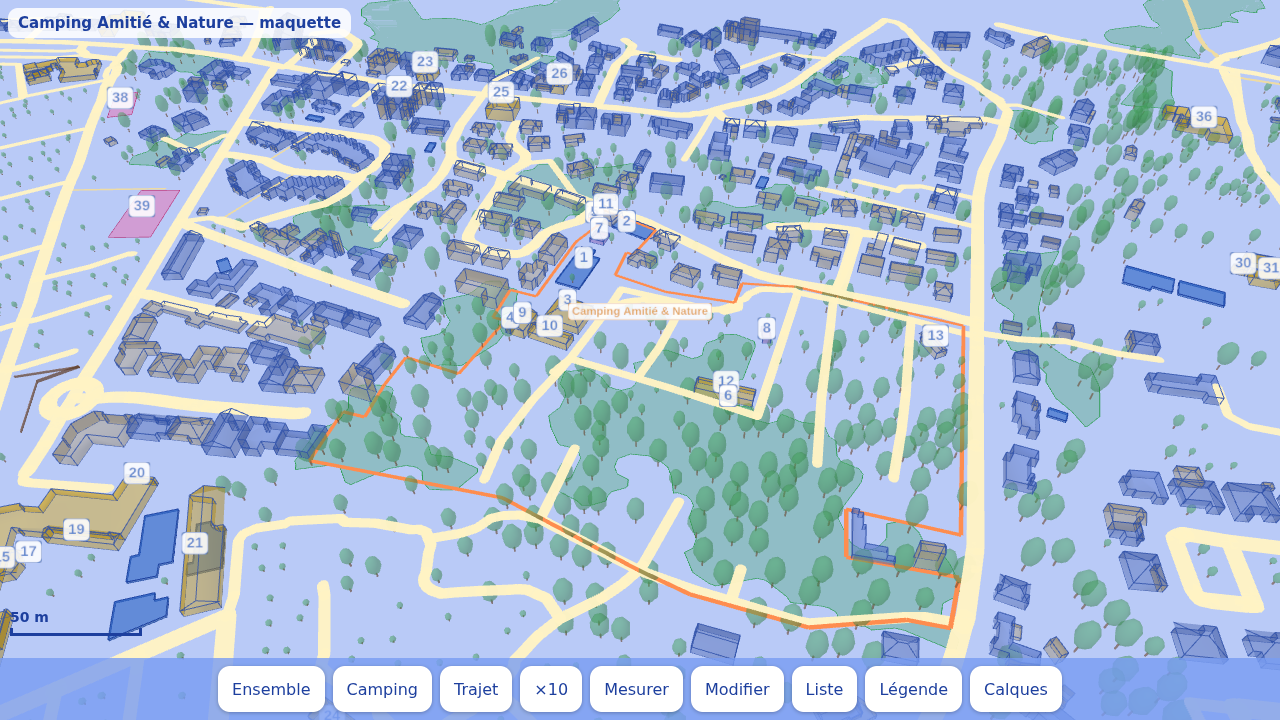 Camping Amitié & Nature — maquette
23
26
22
25
38
36
39
11
2
7
1
30
31
3
4
9
10
Camping Amitié & Nature
8
13
12
6
20
19
21
17
50 m
Ensemble
Camping
Trajet
×10
Mesurer
Modifier
Liste
Légende
Calques